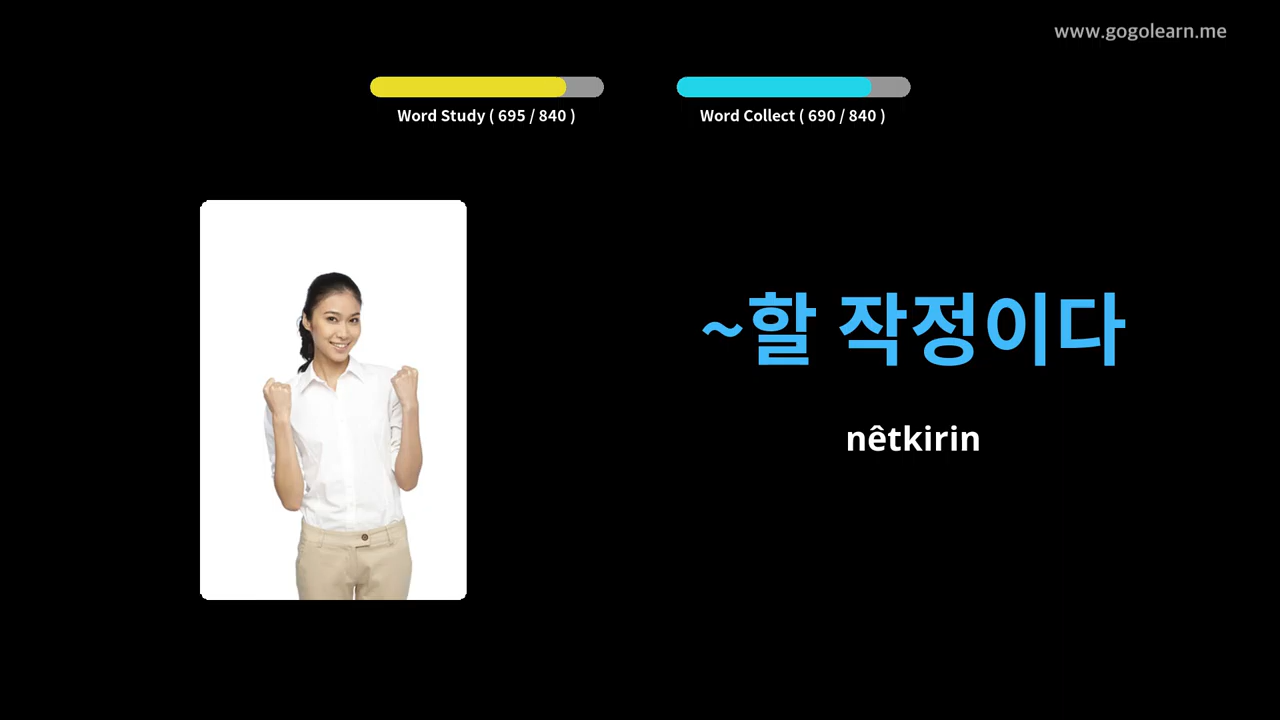 www.gogolearn.me
Word Study ( 695 / 840 )
Word Collect ( 690 / 840 )
~할 작정이다
nêtkirin